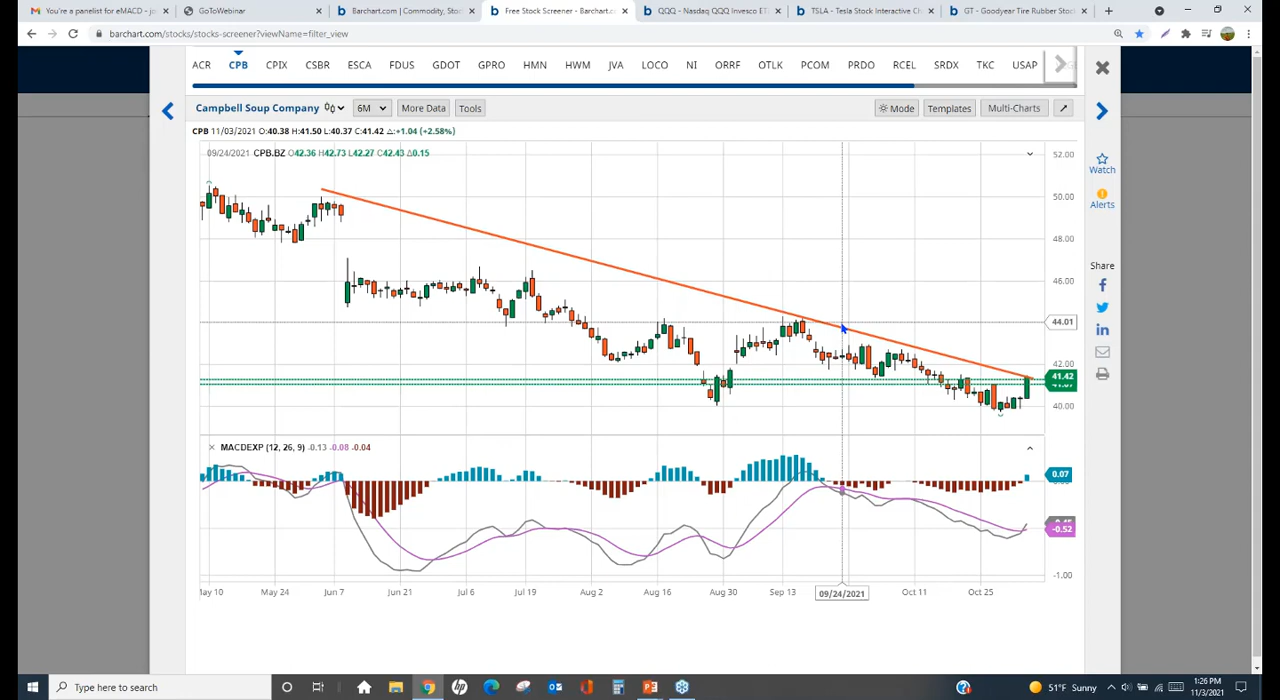 You're a panelist for eMACD - jo
GoToWebinar
Barchart.com | Commodity, Stoc
Free Stock Screener - Barchart.c
QQQ - Nasdaq QQQ Invesco ET
TSLA - Tesla Stock Interactive Ch
GT - Goodyear Tire Rubber Stoc
barchart.com/stocks/stocks-screener?viewName=filter_view
ACR CPB CPIX CSBR ESCA FDUS GDOT GPRO HMN HWM JVA LOCO NI ORRF OTLK PCOM PRDO RCEL SRDX TKC USAP
Campbell Soup Company 6M More Data Tools Mode Templates Multi-Charts
CPB 11/03/2021 O:40.38 H:41.50 L:40.37 C:41.42 Δ:+1.04 (+2.58%)
09/24/2021 CPB.BZ O42.36 H42.73 L42.27 C42.43 Δ0.15
52.00
50.00
48.00
46.00
44.01
42.00
41.42
40.00
Watch
Alerts
Share
MACDEXP (12, 26, 9) -0.13 -0.08 -0.04
0.07
-0.52
-1.00
May 10 May 24 Jun 7 Jun 21 Jul 6 Jul 19 Aug 2 Aug 16 Aug 30 Sep 13 09/24/2021 Oct 11 Oct 25
Type here to search
51°F Sunny
1:26 PM
11/3/2021